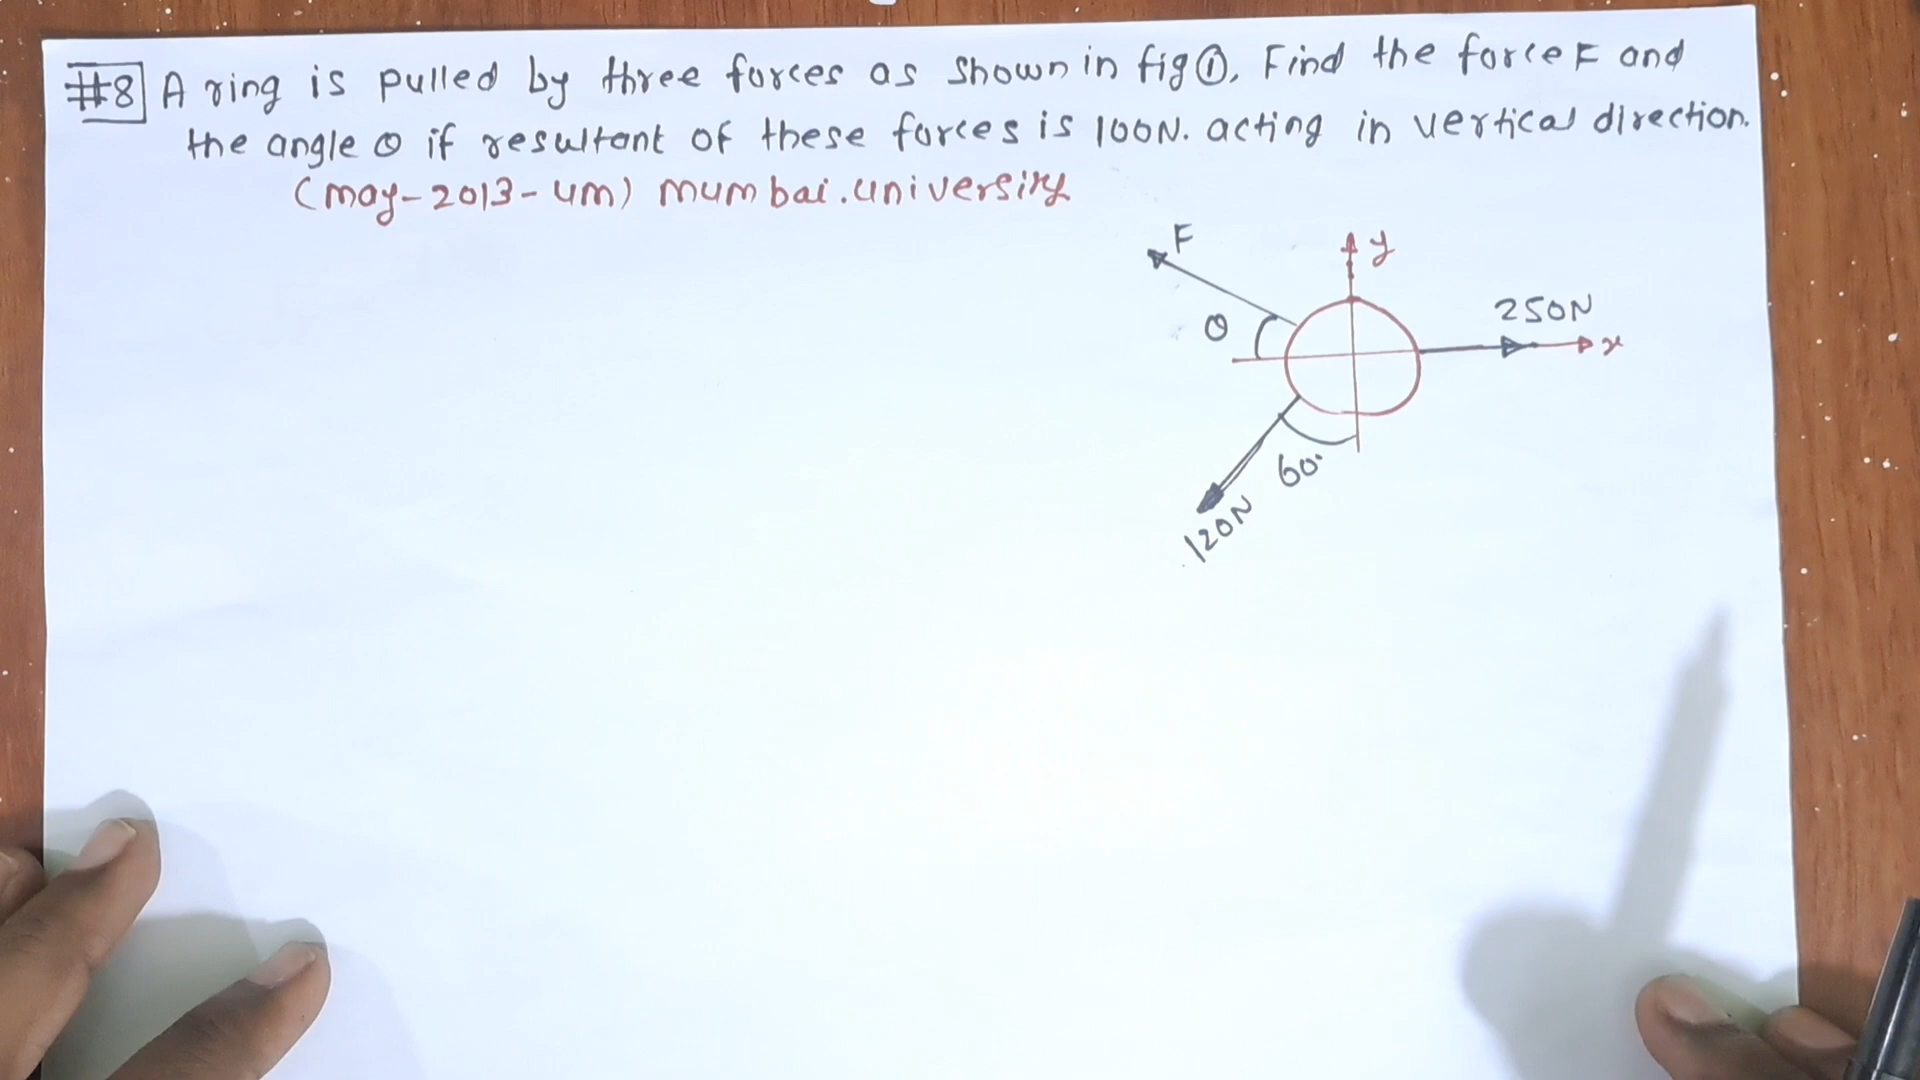 #8 A ring is pulled by three forces as shown in fig ①. Find the force F and
the angle θ if resultant of these forces is 100N. acting in vertical direction.
(may-2013-4m) mumbai.university
F
y
250N
θ
x
60°
120N